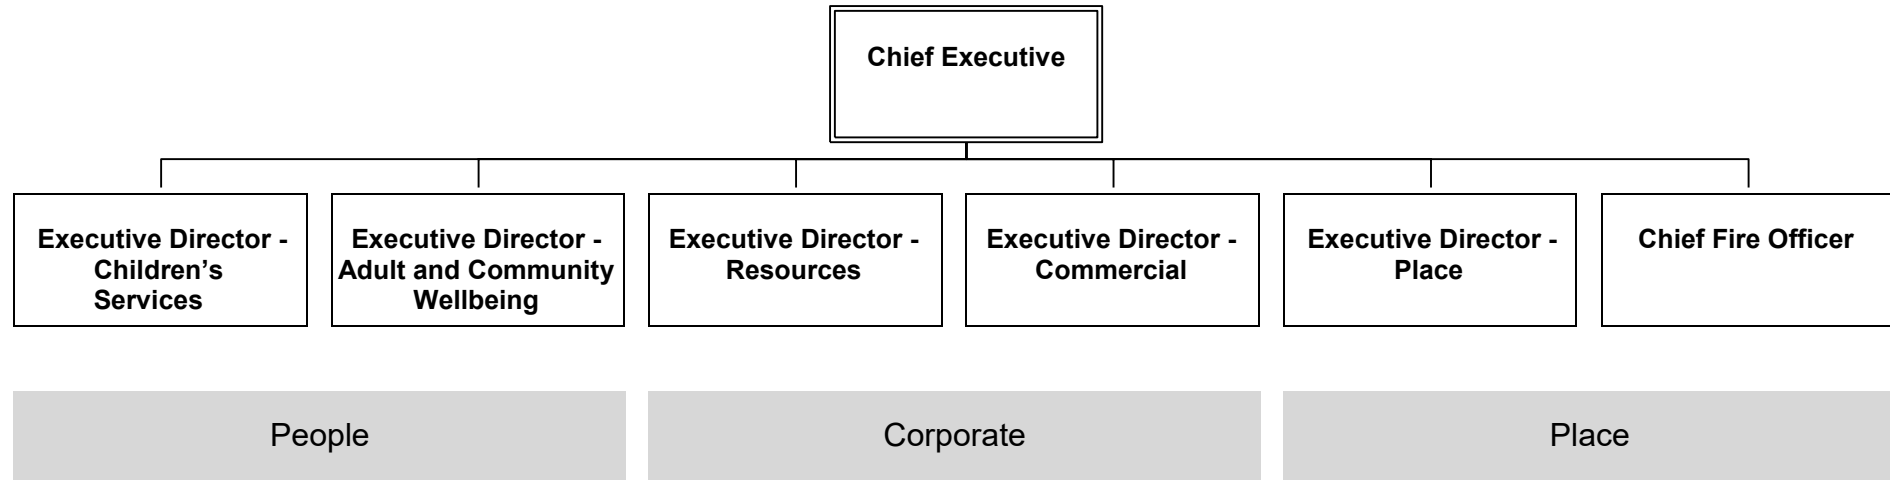 Chief Executive
Executive Director -
Children’s
Services
Executive Director -
Adult and Community
Wellbeing
Executive Director -
Resources
Executive Director -
Commercial
Executive Director -
Place
Chief Fire Officer
People
Corporate
Place